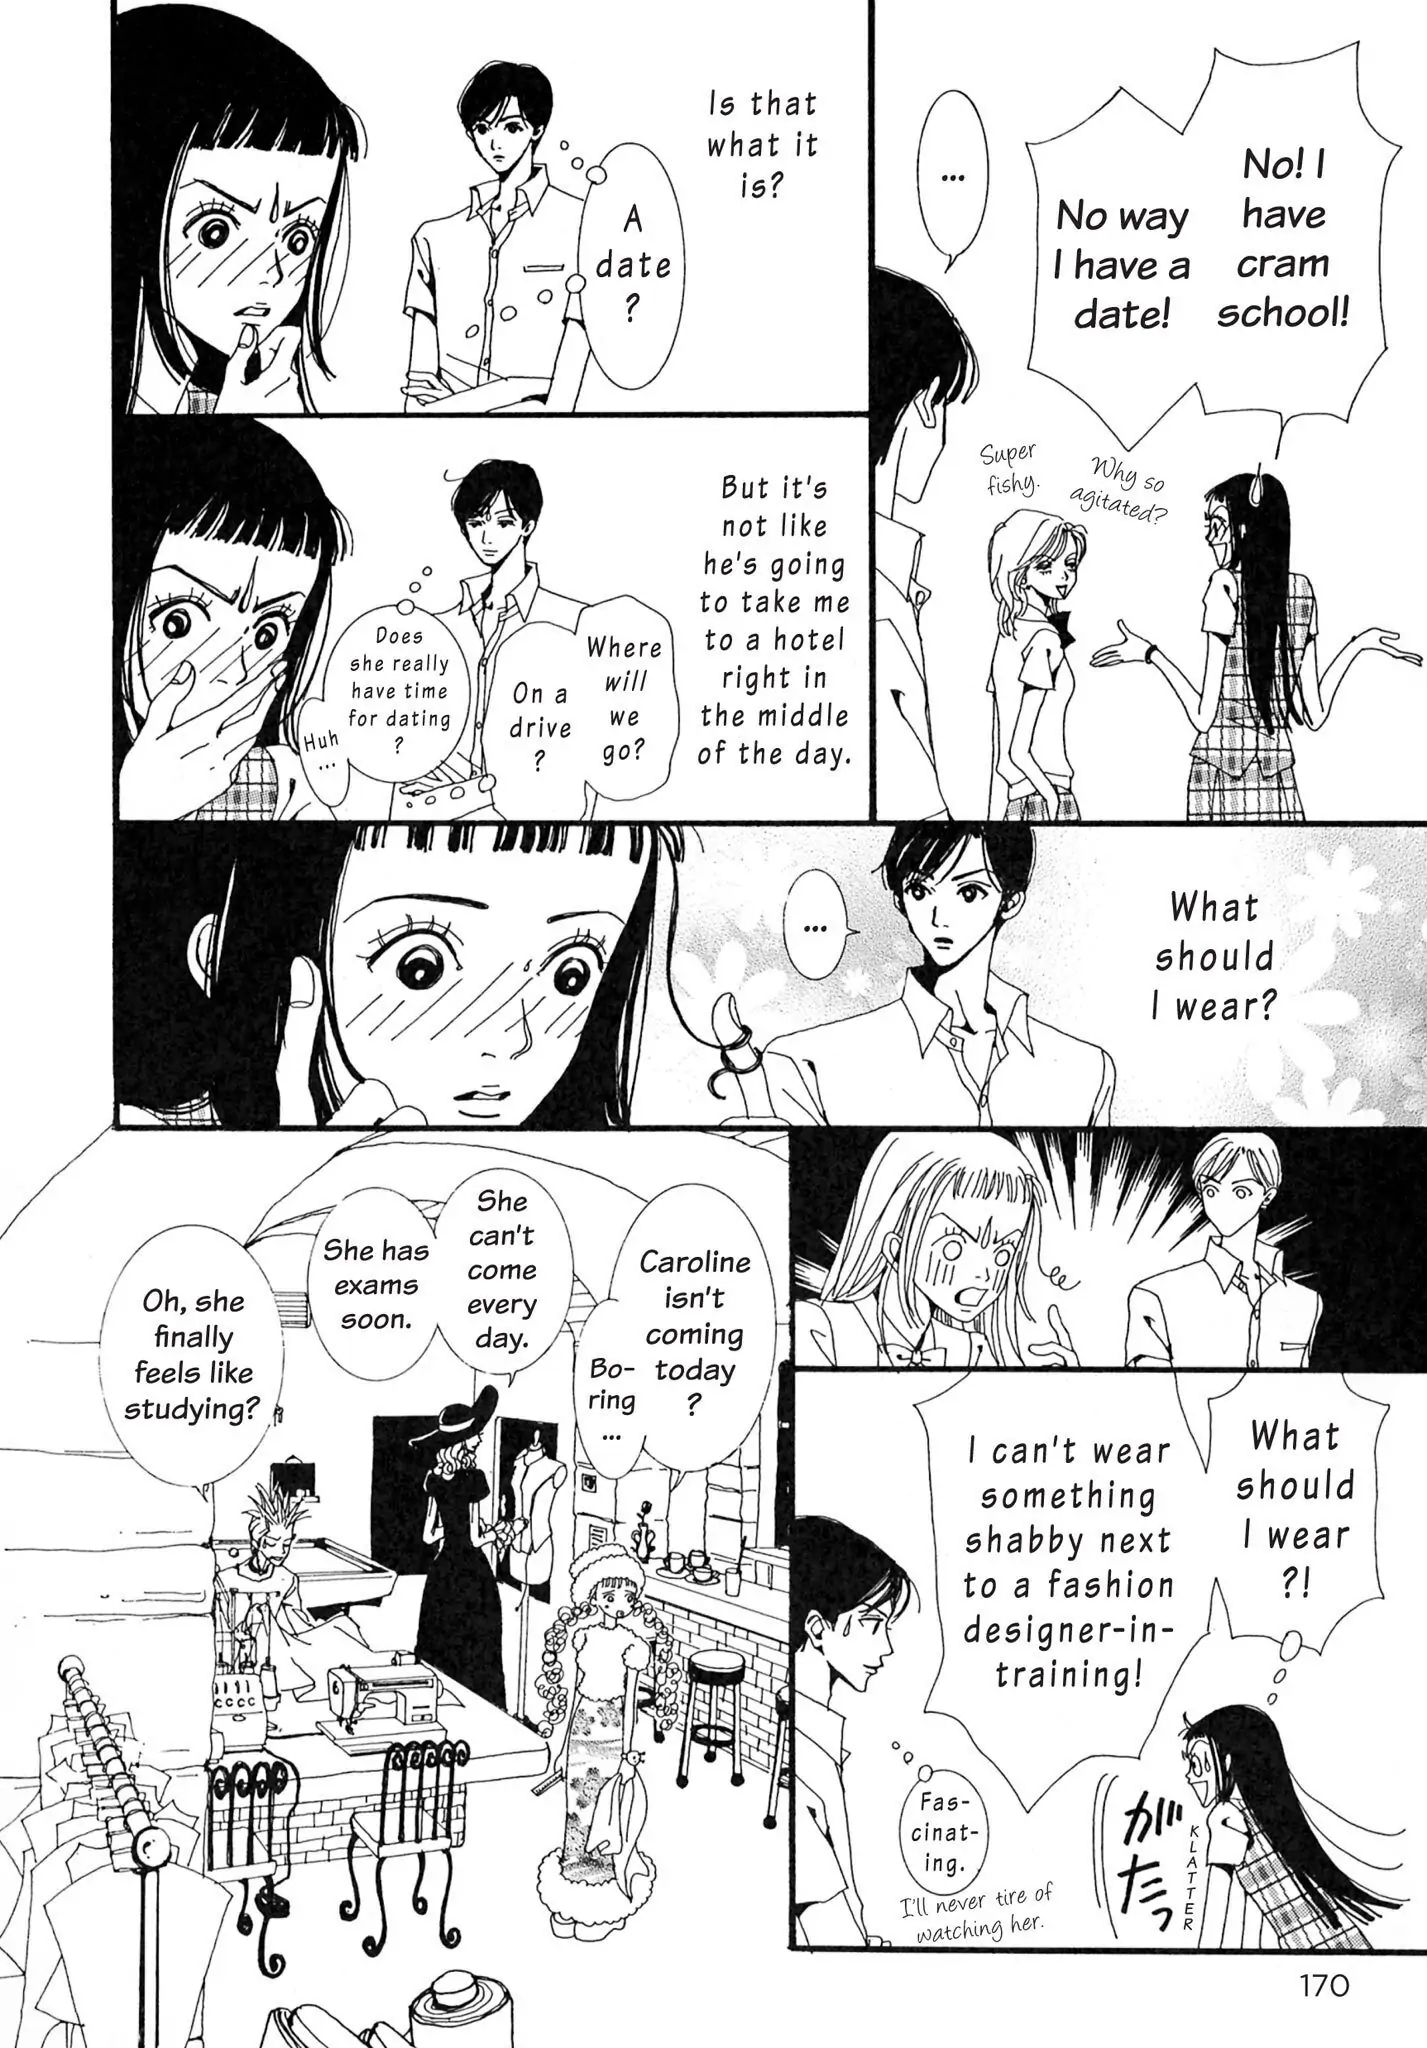 No! I
have
cram
school!
No way
I have a
date!
...
Why so
agitated?
Super
fishy.
Is that
what it
is?
A
date
?
But it's
not like
he's going
to take me
to a hotel
right in
the middle
of the day.
Where
will
we
go?
On a
drive
?
Does
she really
have time
for dating
?
Huh
...
What
should
I wear?
...
What
should
I wear
?!
I can't wear
something
shabby next
to a fashion
designer-in-
training!
ガタッ
KLATTER
Fas-
cinat-
ing.
I'll never tire of
watching her.
Caroline
isn't
coming
today
?
Bo-
ring
...
She
can't
come
every
day.
She has
exams
soon.
Oh, she
finally
feels like
studying?
170